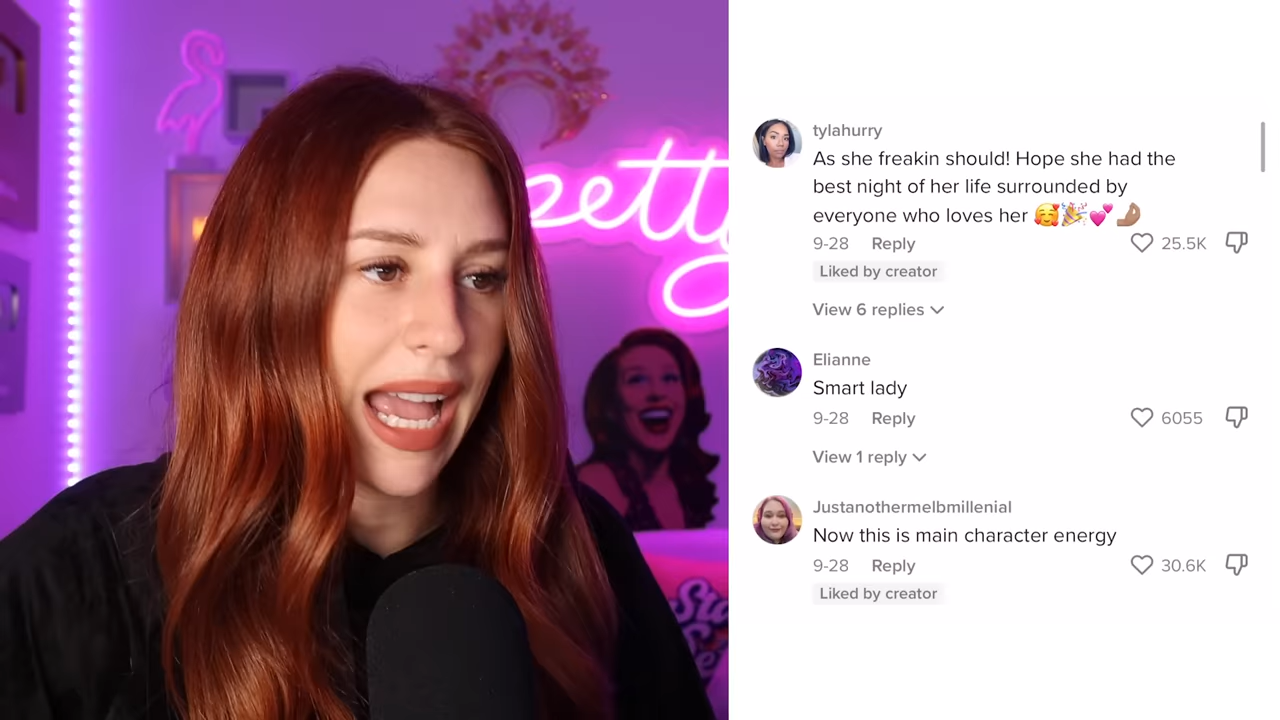 petty
tylahurry
As she freakin should! Hope she had the
best night of her life surrounded by
everyone who loves her 🥰🎉💕🤌🏽
9-28 Reply 25.5K
Liked by creator
View 6 replies
Elianne
Smart lady
9-28 Reply 6055
View 1 reply
Justanothermelbmillenial
Now this is main character energy
9-28 Reply 30.6K
Liked by creator